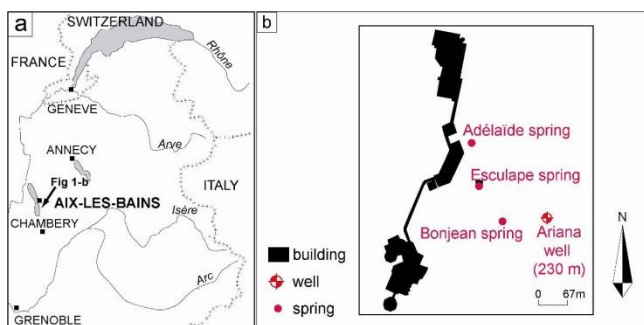 a
SWITZERLAND
FRANCE
Rhône
GENEVE
Arve
ANNECY
Fig 1-b
ITALY
AIX-LES-BAINS
Isère
CHAMBERY
Arc
GRENOBLE
b
Adélaïde spring
Esculape spring
Bonjean spring
Ariana
well
(230 m)
building
well
spring
N
0 67m